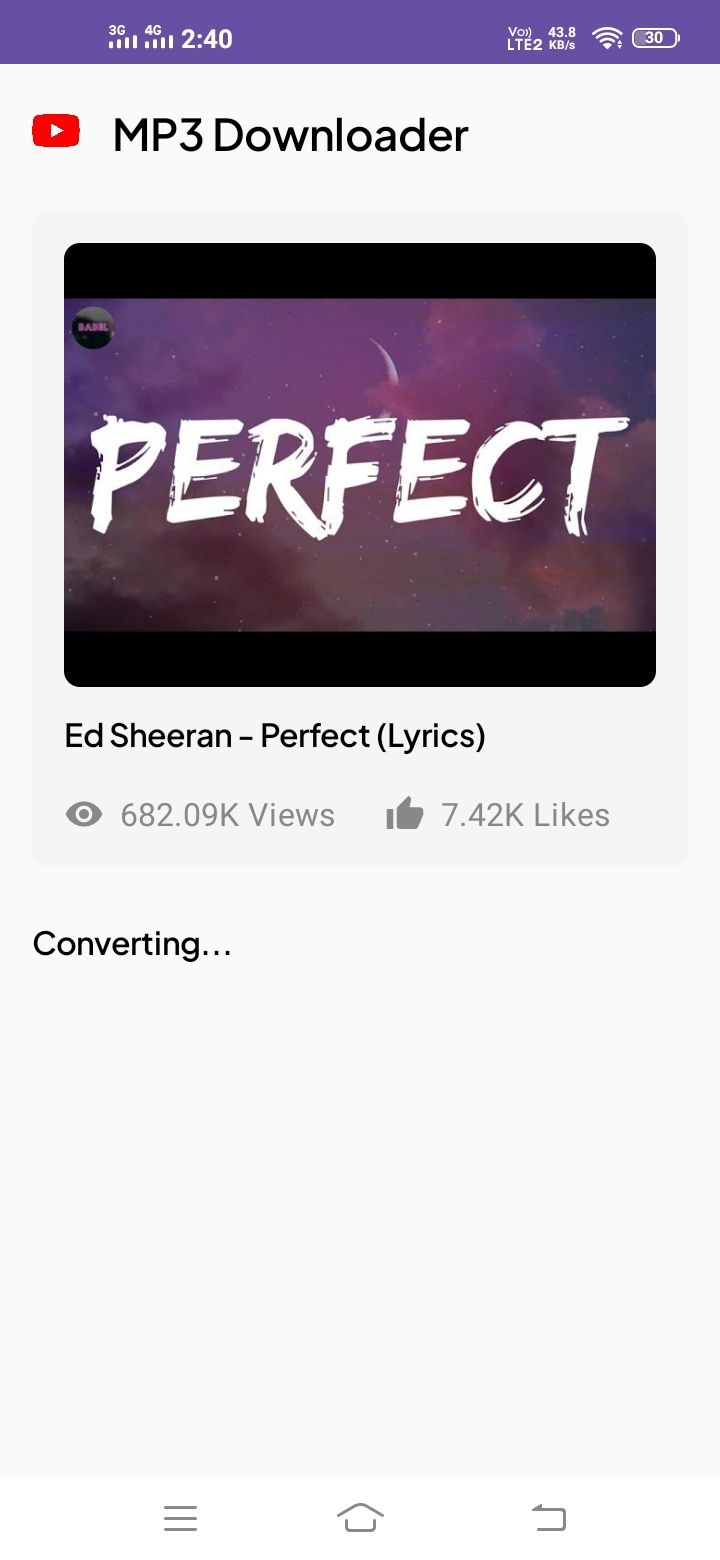 3G 4G 2:40 Vo)) LTE2 43.8 KB/s 30
MP3 Downloader
BABEL
PERFECT
Ed Sheeran - Perfect (Lyrics)
682.09K Views 7.42K Likes
Converting...